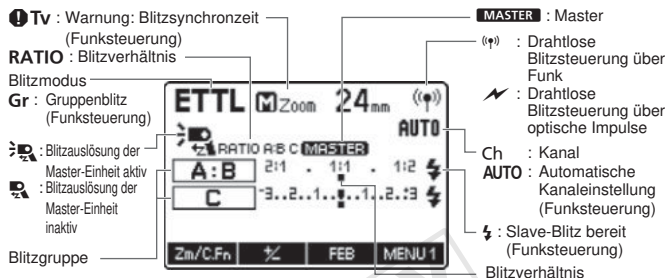 Tv : Warnung: Blitzsynchronzeit
(Funksteuerung)
RATIO : Blitzverhältnis
Blitzmodus
Gr : Gruppenblitz
(Funksteuerung)
: Blitzauslösung der
Master-Einheit aktiv
: Blitzauslösung der
Master-Einheit
inaktiv
Blitzgruppe
ETTL M Zoom 24mm
AUTO
RATIO A:B C MASTER
A:B 2:1 . 1:1 . 1:2
C -3..2..1..0..1..2..+3
Zm/C.Fn +/- FEB MENU 1
MASTER : Master
: Drahtlose
Blitzsteuerung über
Funk
: Drahtlose
Blitzsteuerung über
optische Impulse
Ch : Kanal
AUTO : Automatische
Kanaleinstellung
(Funksteuerung)
: Slave-Blitz bereit
(Funksteuerung)
Blitzverhältnis